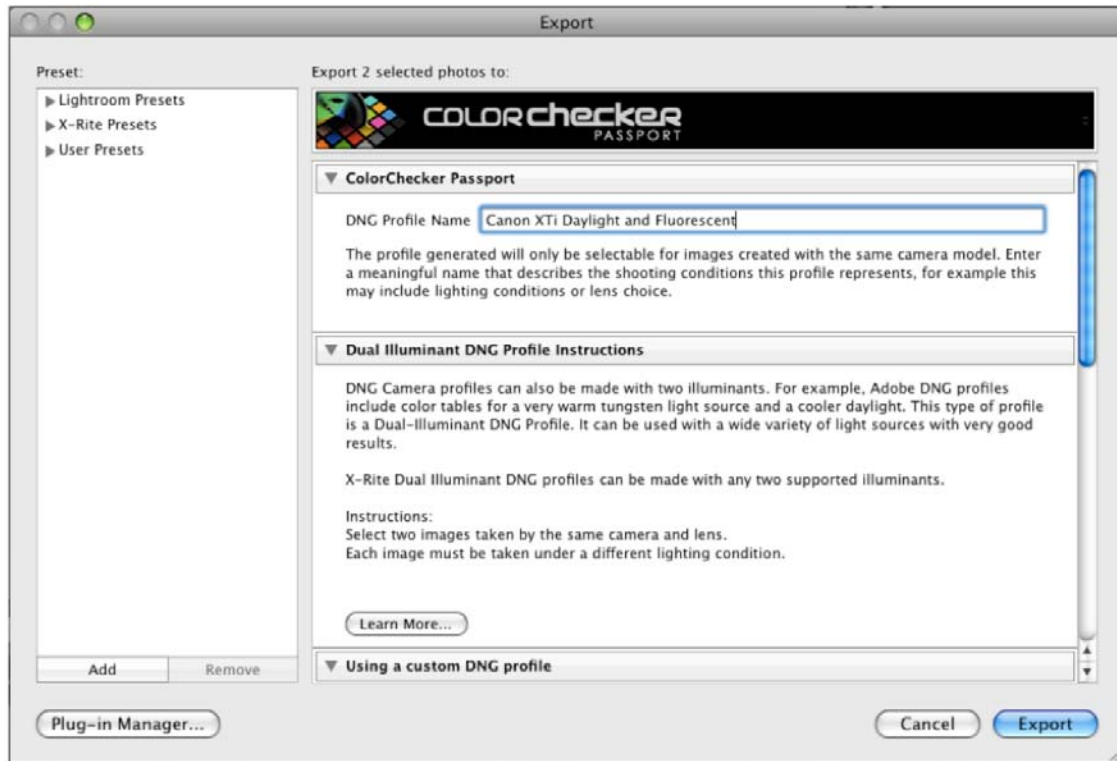 Export
Preset:
Export 2 selected photos to:
Lightroom Presets
X-Rite Presets
User Presets
COLORCHECKER
PASSPORT
ColorChecker Passport
DNG Profile Name Canon XTi Daylight and Fluorescent
The profile generated will only be selectable for images created with the same camera model. Enter
a meaningful name that describes the shooting conditions this profile represents, for example this
may include lighting conditions or lens choice.
Dual Illuminant DNG Profile Instructions
DNG Camera profiles can also be made with two illuminants. For example, Adobe DNG profiles
include color tables for a very warm tungsten light source and a cooler daylight. This type of profile
is a Dual-Illuminant DNG Profile. It can be used with a wide variety of light sources with very good
results.
X-Rite Dual Illuminant DNG profiles can be made with any two supported illuminants.
Instructions:
Select two images taken by the same camera and lens.
Each image must be taken under a different lighting condition.
Learn More...
Using a custom DNG profile
Add
Remove
Plug-in Manager...
Cancel
Export